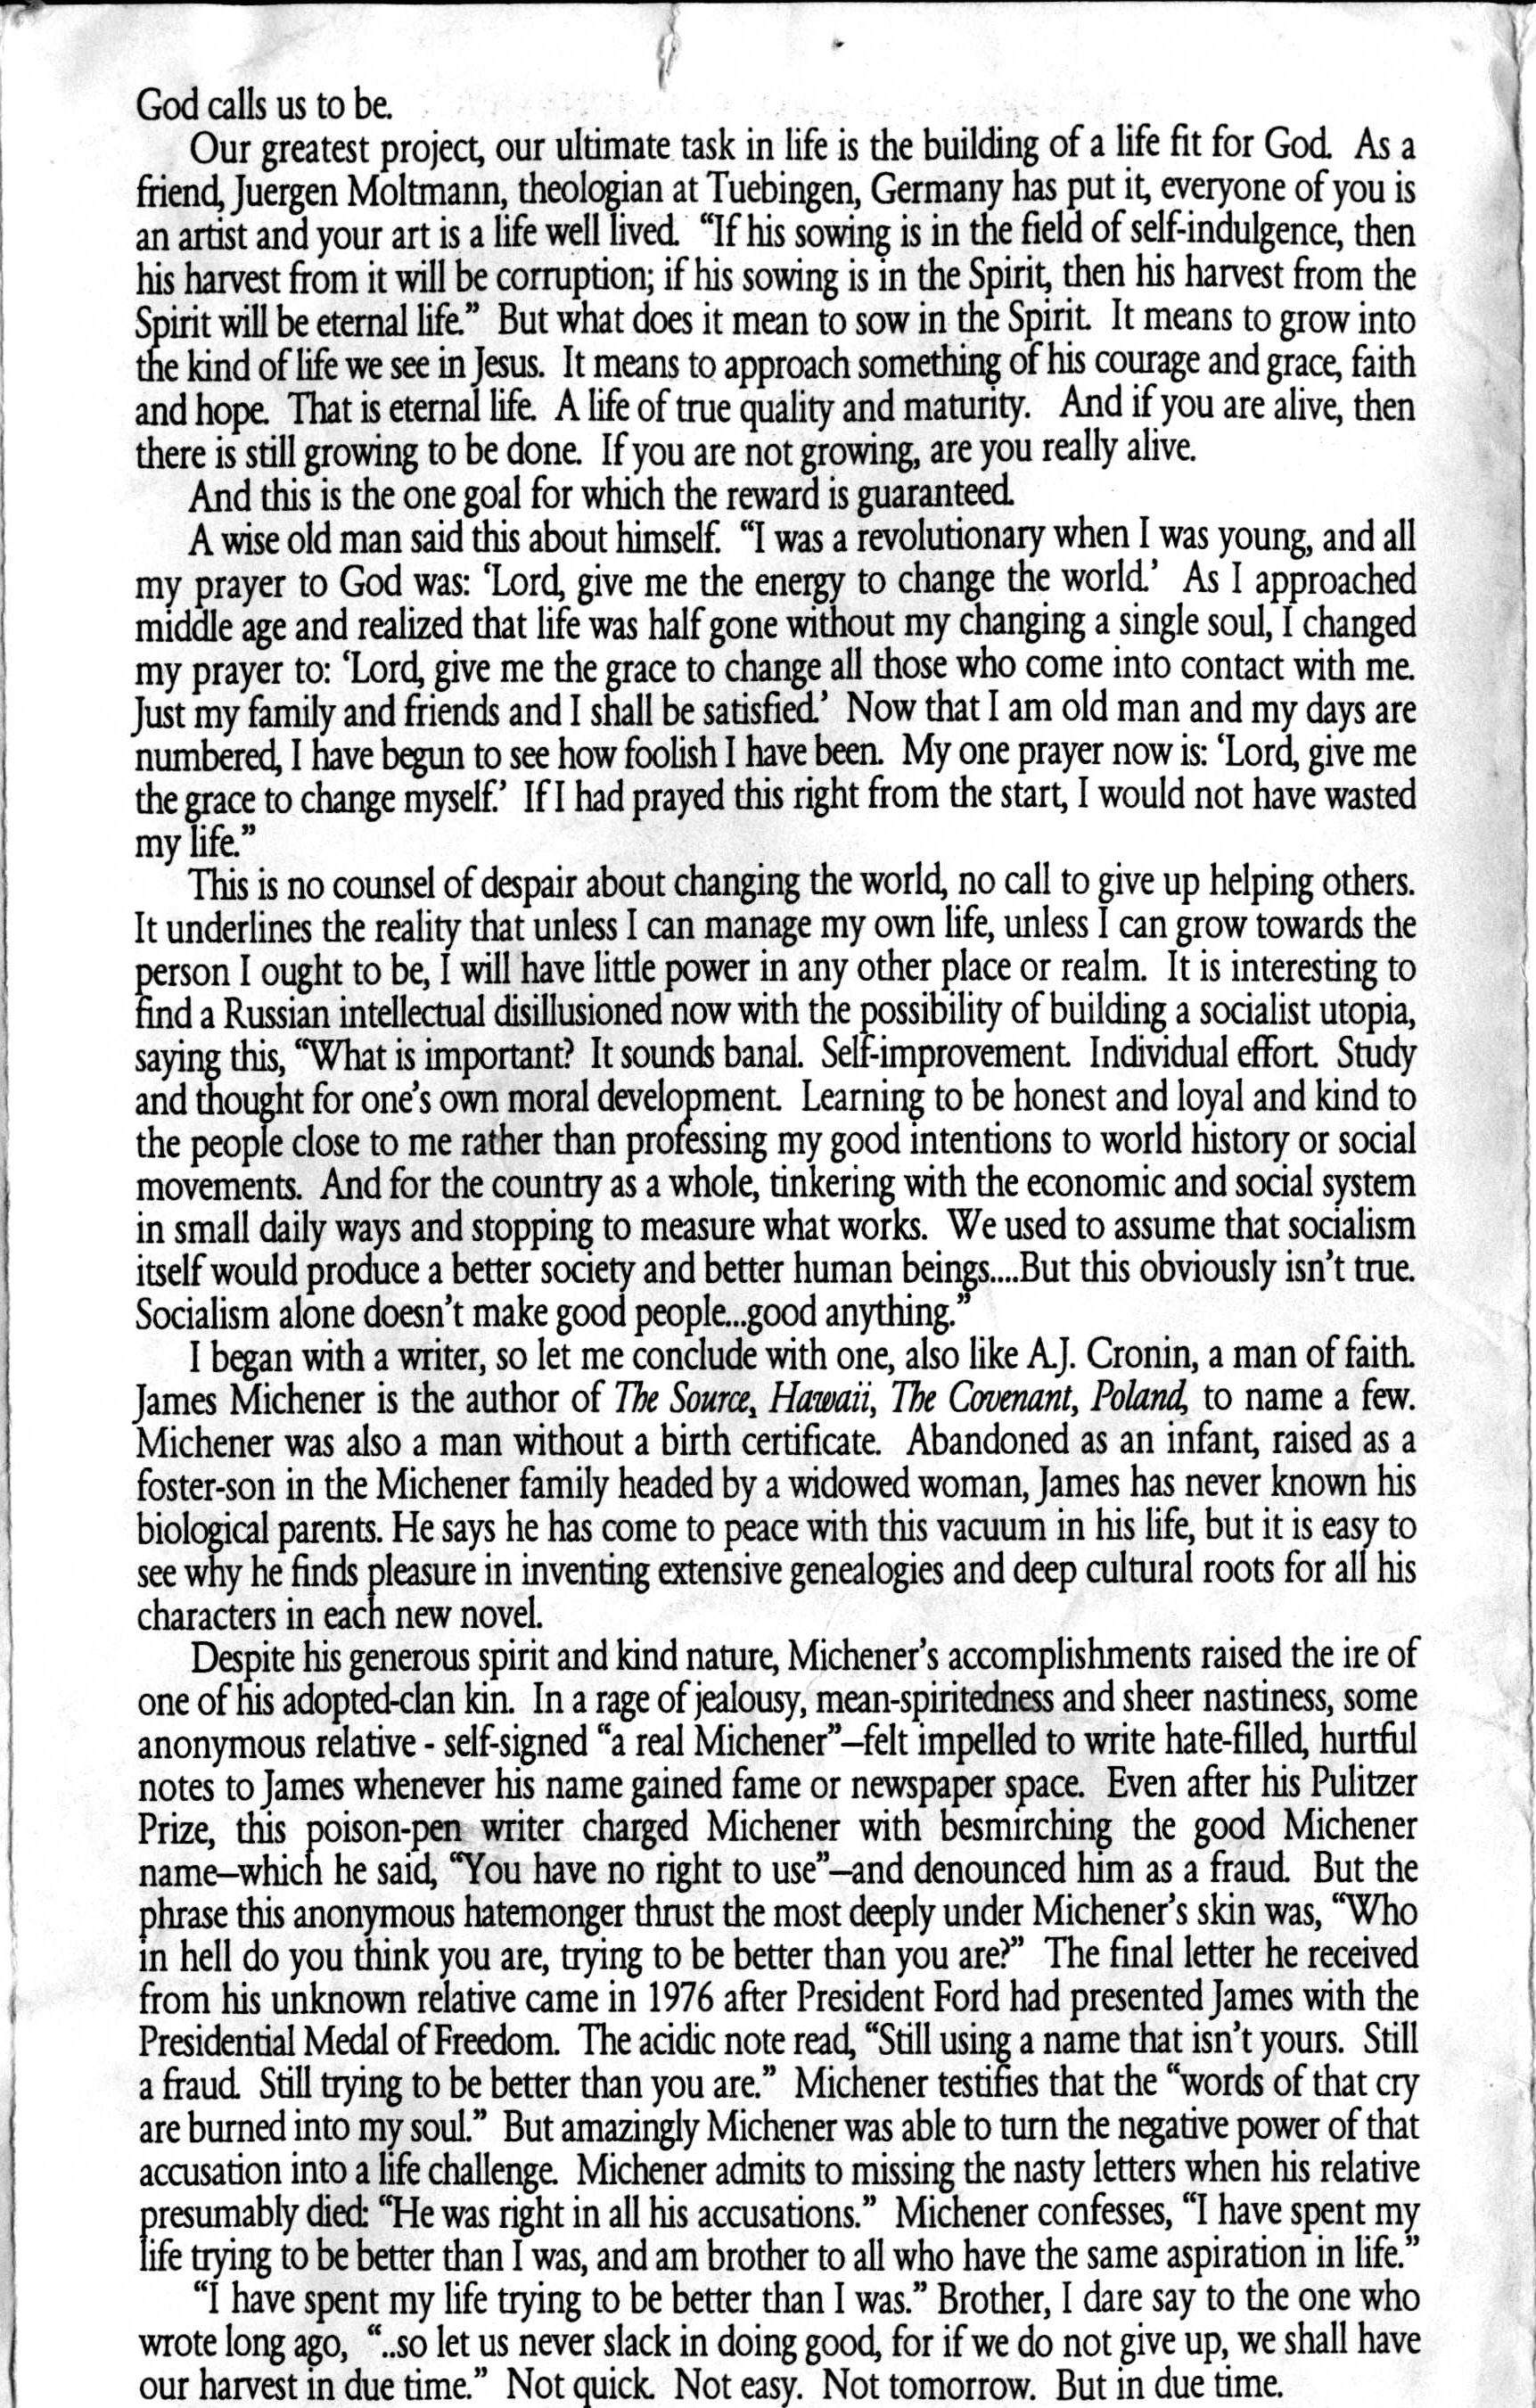 God calls us to be.
Our greatest project, our ultimate task in life is the building of a life fit for God. As a
friend, Juergen Moltmann, theologian at Tuebingen, Germany has put it, everyone of you is
an artist and your art is a life well lived. “If his sowing is in the field of self-indulgence, then
his harvest from it will be corruption; if his sowing is in the Spirit, then his harvest from the
Spirit will be eternal life.” But what does it mean to sow in the Spirit. It means to grow into
the kind of life we see in Jesus. It means to approach something of his courage and grace, faith
and hope. That is eternal life. A life of true quality and maturity. And if you are alive, then
there is still growing to be done. If you are not growing, are you really alive.
And this is the one goal for which the reward is guaranteed.
A wise old man said this about himself. “I was a revolutionary when I was young, and all
my prayer to God was: ‘Lord, give me the energy to change the world.’ As I approached
middle age and realized that life was half gone without my changing a single soul, I changed
my prayer to: ‘Lord, give me the grace to change all those who come into contact with me.
Just my family and friends and I shall be satisfied.’ Now that I am old man and my days are
numbered, I have begun to see how foolish I have been. My one prayer now is: ‘Lord, give me
the grace to change myself.’ If I had prayed this right from the start, I would not have wasted
my life.”
This is no counsel of despair about changing the world, no call to give up helping others.
It underlines the reality that unless I can manage my own life, unless I can grow towards the
person I ought to be, I will have little power in any other place or realm. It is interesting to
find a Russian intellectual disillusioned now with the possibility of building a socialist utopia,
saying this, “What is important? It sounds banal. Self-improvement. Individual effort. Study
and thought for one’s own moral development. Learning to be honest and loyal and kind to
the people close to me rather than professing my good intentions to world history or social
movements. And for the country as a whole, tinkering with the economic and social system
in small daily ways and stopping to measure what works. We used to assume that socialism
itself would produce a better society and better human beings....But this obviously isn’t true.
Socialism alone doesn’t make good people...good anything.”
I began with a writer, so let me conclude with one, also like A.J. Cronin, a man of faith.
James Michener is the author of The Source, Hawaii, The Covenant, Poland, to name a few.
Michener was also a man without a birth certificate. Abandoned as an infant, raised as a
foster-son in the Michener family headed by a widowed woman, James has never known his
biological parents. He says he has come to peace with this vacuum in his life, but it is easy to
see why he finds pleasure in inventing extensive genealogies and deep cultural roots for all his
characters in each new novel.
Despite his generous spirit and kind nature, Michener’s accomplishments raised the ire of
one of his adopted-clan kin. In a rage of jealousy, mean-spiritedness and sheer nastiness, some
anonymous relative - self-signed “a real Michener”–felt impelled to write hate-filled, hurtful
notes to James whenever his name gained fame or newspaper space. Even after his Pulitzer
Prize, this poison-pen writer charged Michener with besmirching the good Michener
name–which he said, “You have no right to use”–and denounced him as a fraud. But the
phrase this anonymous hatemonger thrust the most deeply under Michener’s skin was, “Who
in hell do you think you are, trying to be better than you are?” The final letter he received
from his unknown relative came in 1976 after President Ford had presented James with the
Presidential Medal of Freedom. The acidic note read, “Still using a name that isn’t yours. Still
a fraud. Still trying to be better than you are.” Michener testifies that the “words of that cry
are burned into my soul.” But amazingly Michener was able to turn the negative power of that
accusation into a life challenge. Michener admits to missing the nasty letters when his relative
presumably died: “He was right in all his accusations.” Michener confesses, “I have spent my
life trying to be better than I was, and am brother to all who have the same aspiration in life.”
“I have spent my life trying to be better than I was.” Brother, I dare say to the one who
wrote long ago, “..so let us never slack in doing good, for if we do not give up, we shall have
our harvest in due time.” Not quick. Not easy. Not tomorrow. But in due time.